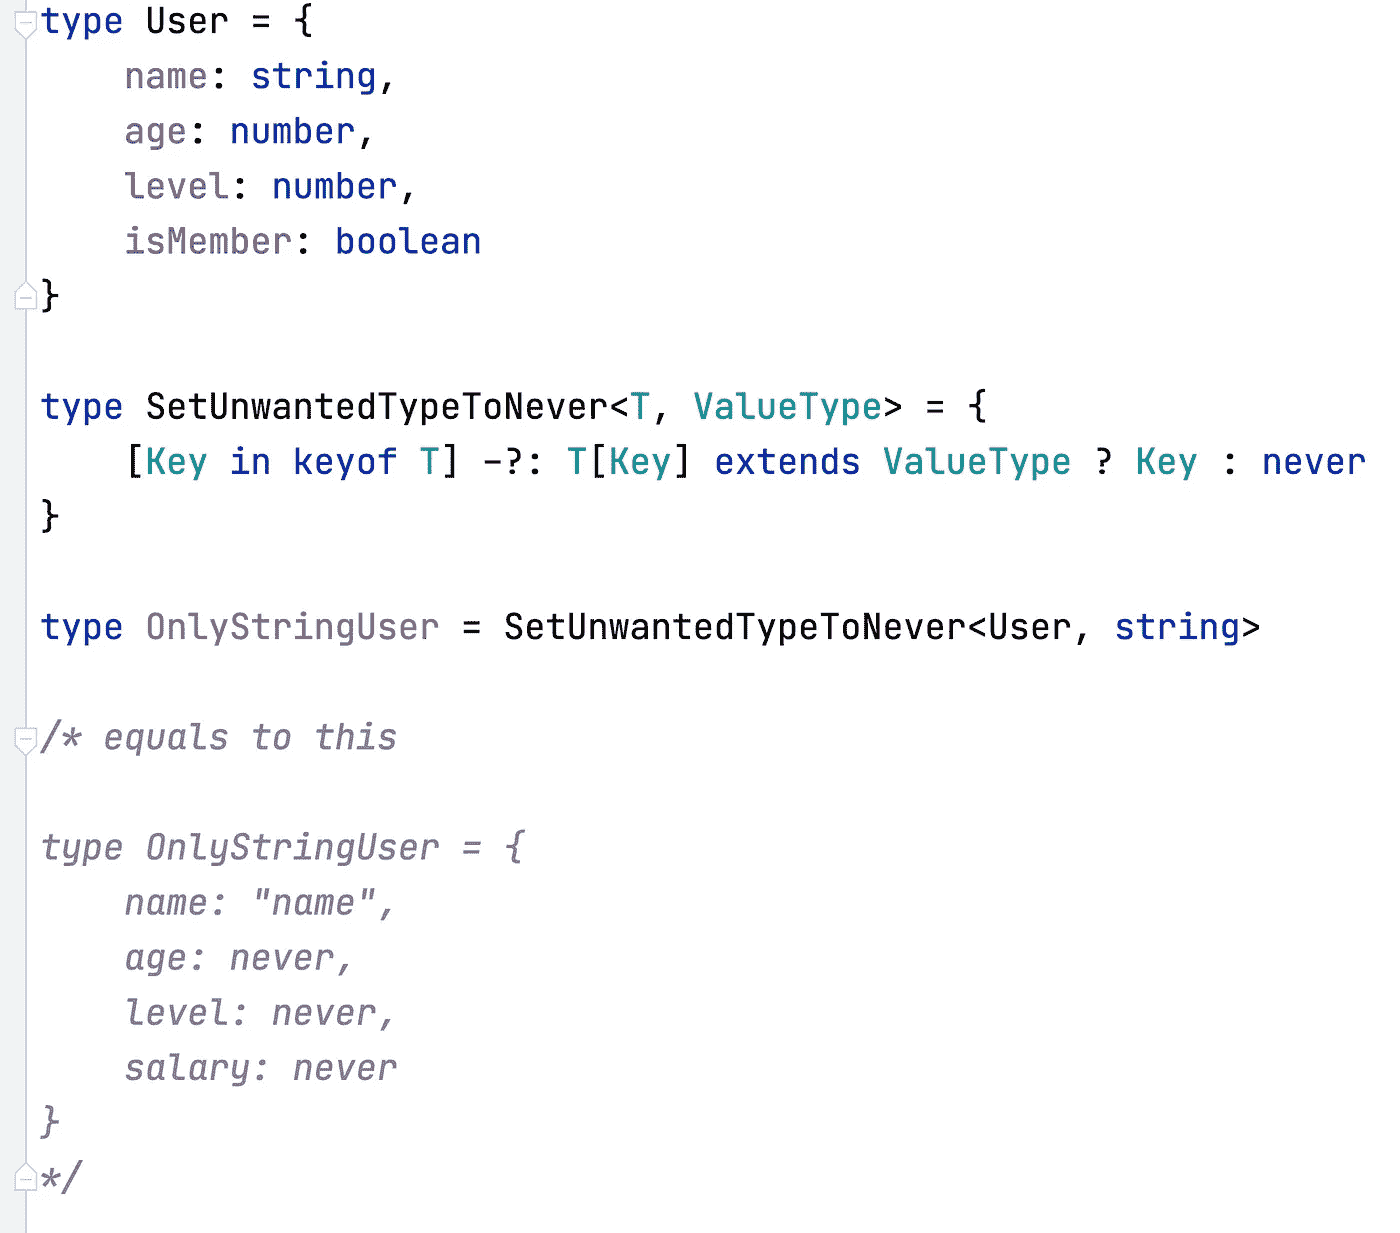 type User = {
    name: string,
    age: number,
    level: number,
    isMember: boolean
}
type SetUnwantedTypeToNever<T, ValueType> = {
    [Key in keyof T] -?: T[Key] extends ValueType ? Key : never
}
type OnlyStringUser = SetUnwantedTypeToNever<User, string>
/* equals to this
type OnlyStringUser = {
    name: "name",
    age: never,
    level: never,
    salary: never
}
*/